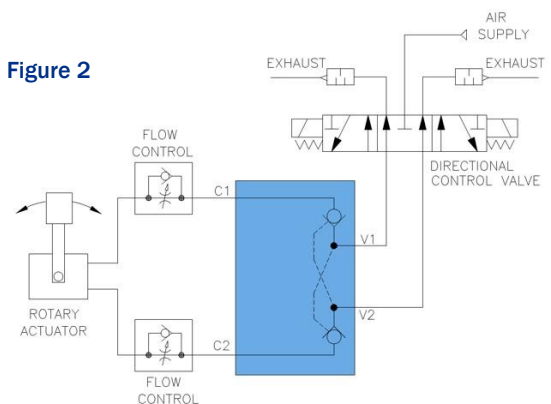 AIR
SUPPLY
EXHAUST
EXHAUST
Figure 2
FLOW
CONTROL
DIRECTIONAL
CONTROL VALVE
C1
V1
V2
ROTARY
ACTUATOR
C2
FLOW
CONTROL